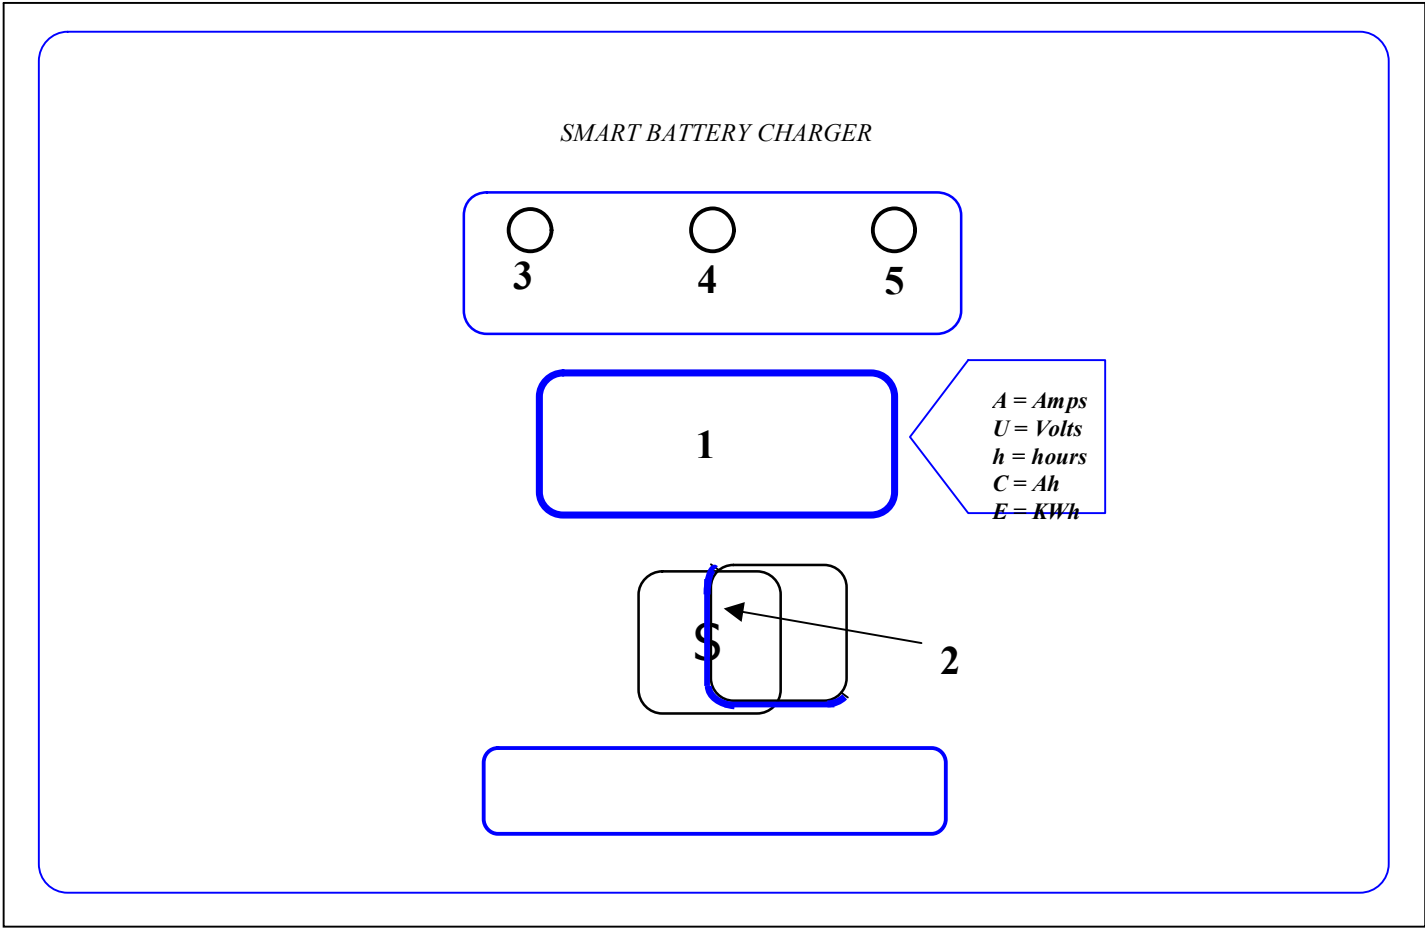 SMART BATTERY CHARGER
3 4 5
1
A = Amps
U = Volts
h = hours
C = Ah
E = KWh
S
2